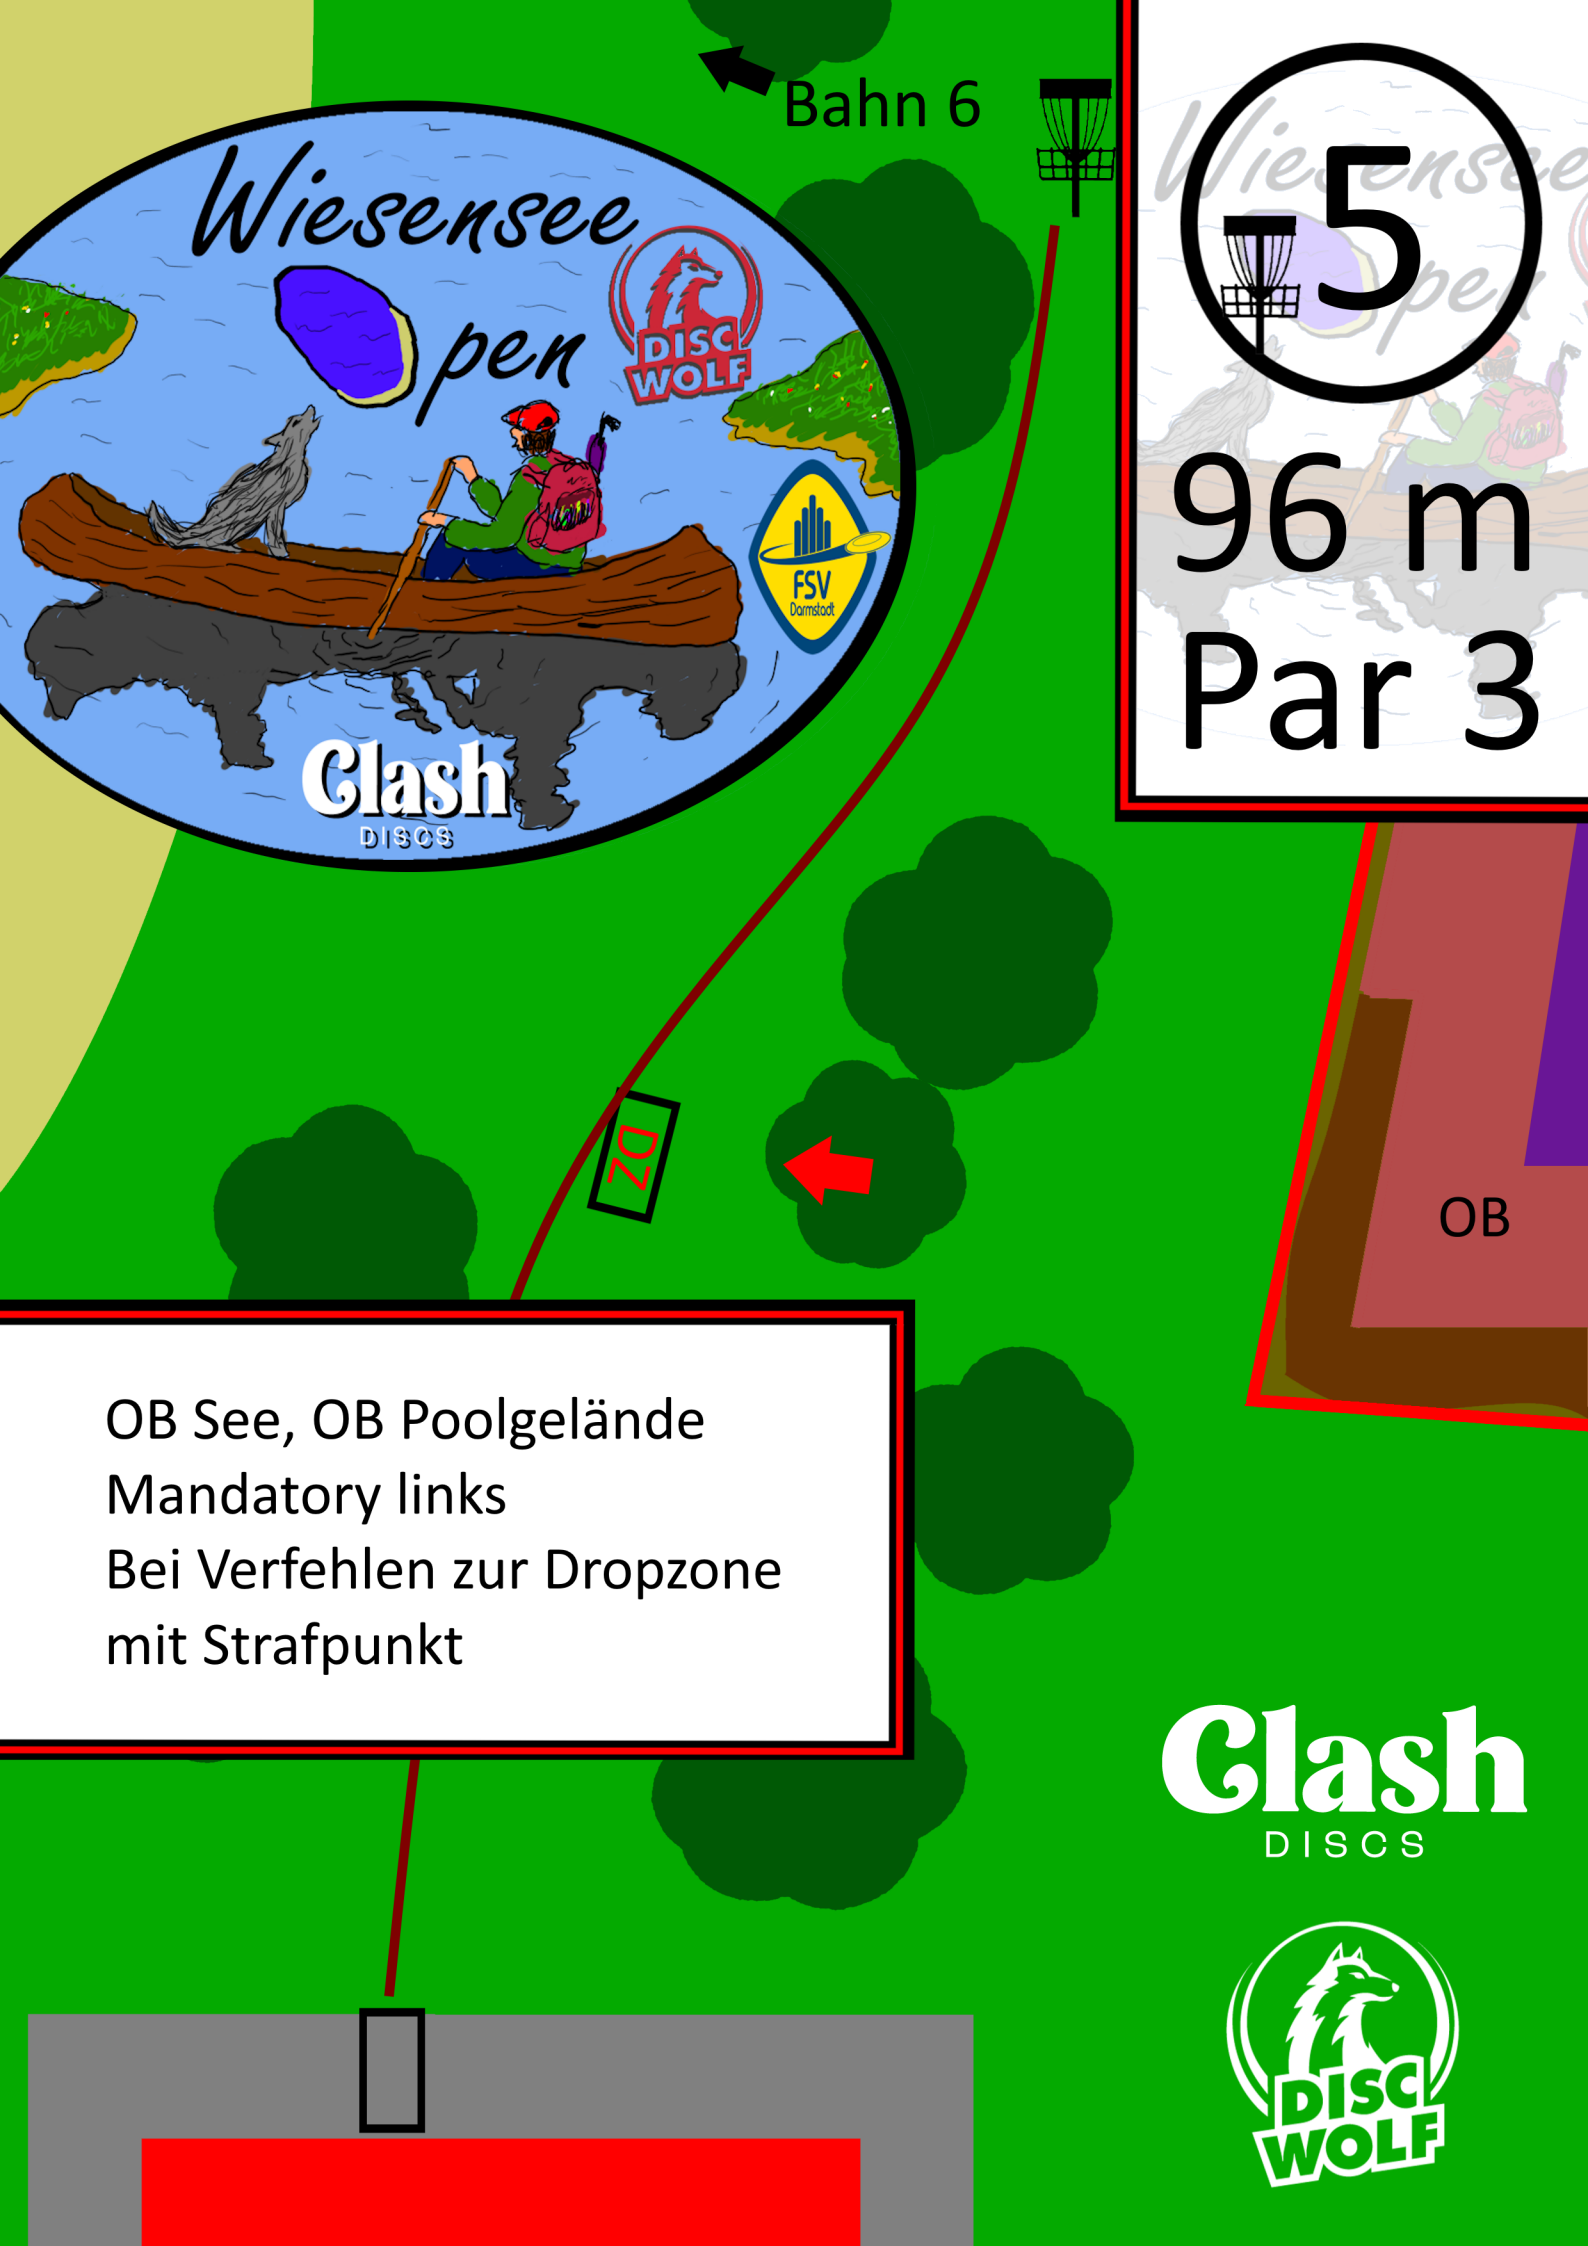 Bahn 6
Wiesensee
Open
DISC
WOLF
FSV
Darmstadt
Clash
DISCS
5
96 m
Par 3
DZ
OB
OB See, OB Poolgelände
Mandatory links
Bei Verfehlen zur Dropzone
mit Strafpunkt
Clash
DISCS
DISC
WOLF